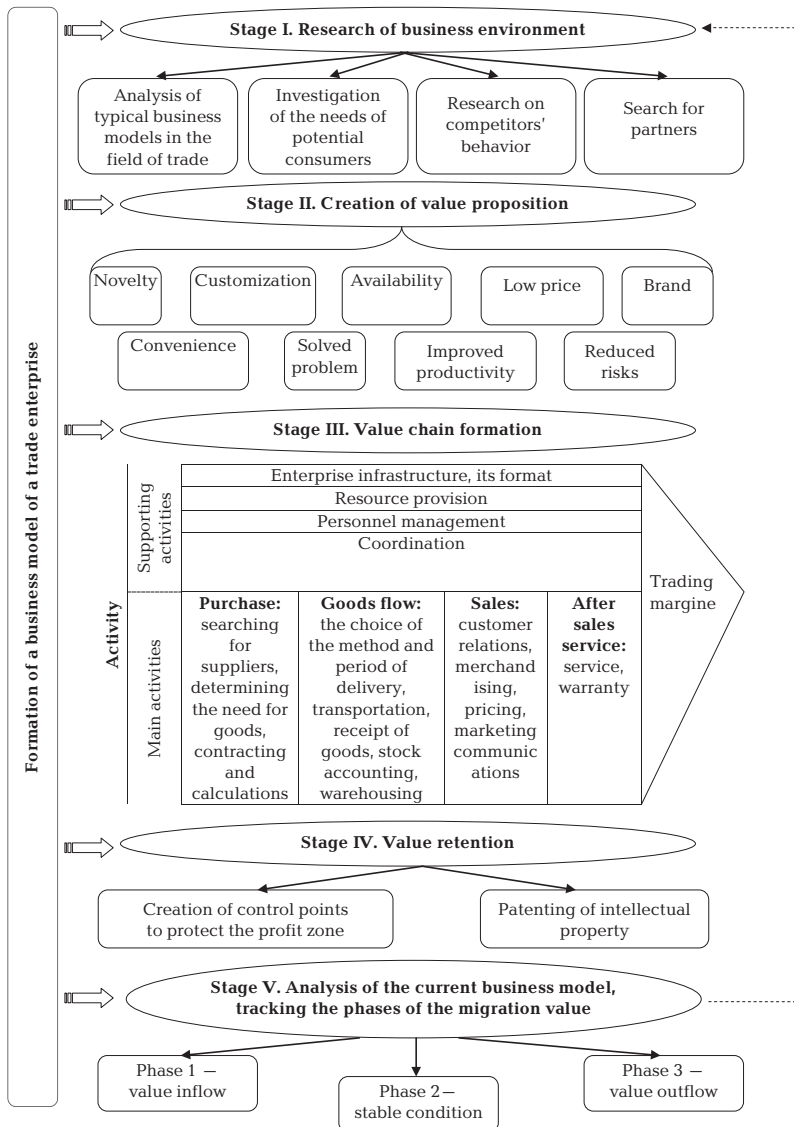 Formation of a business model of a trade enterprise
Stage I. Research of business environment
Analysis of
typical business
models in the
field of trade
Investigation
of the needs of
potential
consumers
Research on
competitors'
behavior
Search for
partners
Stage II. Creation of value proposition
Novelty
Customization
Availability
Low price
Brand
Convenience
Solved
problem
Improved
productivity
Reduced
risks
Stage III. Value chain formation
Activity
Supporting
activities
Enterprise infrastructure, its format
Resource provision
Personnel management
Coordination
Main activities
Purchase:
searching
for
suppliers,
determining
the need for
goods,
contracting
and
calculations
Goods flow:
the choice of
the method and
period of
delivery,
transportation,
receipt of
goods, stock
accounting,
warehousing
Sales:
customer
relations,
merchand
ising,
pricing,
marketing
communic
ations
After
sales
service:
service,
warranty
Trading
margine
Stage IV. Value retention
Creation of control points
to protect the profit zone
Patenting of intellectual
property
Stage V. Analysis of the current business model,
tracking the phases of the migration value
Phase 1 –
value inflow
Phase 2–
stable condition
Phase 3 –
value outflow